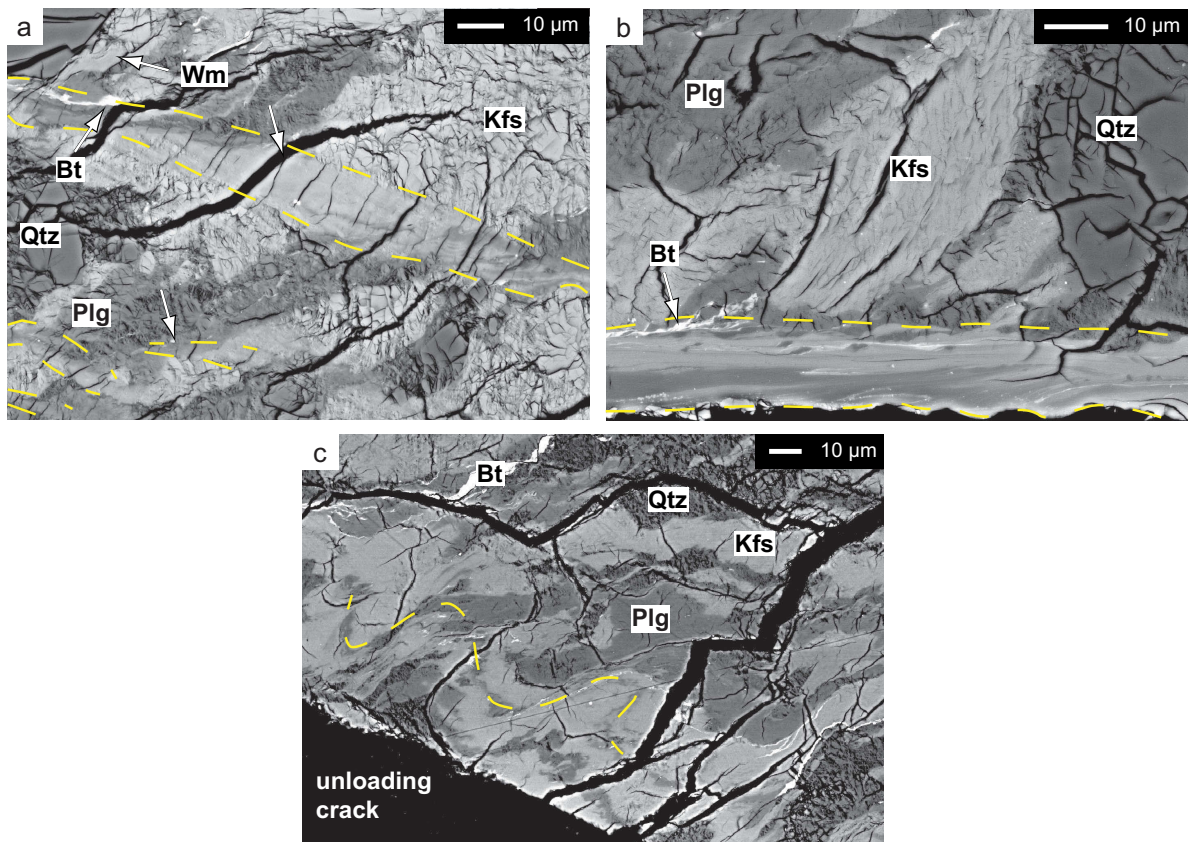 a
10 µm
Wm
Kfs
Bt
Qtz
Plg
b
10 µm
Plg
Qtz
Kfs
Bt
c
10 µm
Bt
Qtz
Kfs
Plg
unloading
crack